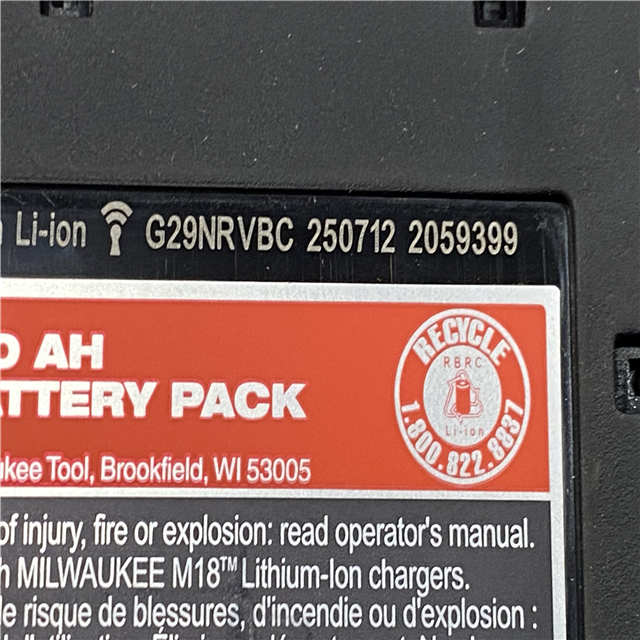 Li-ion G29NRVBC 250712 2059399
AH
RECYCLE
RBRC
Li-ion
1.800.822.8837
BATTERY PACK
Tool, Brookfield, WI 53005
of injury, fire or explosion: read operator's manual.
MILWAUKEE M18™ Lithium-Ion chargers.
risque de blessures, d'incendie ou d'explosion :